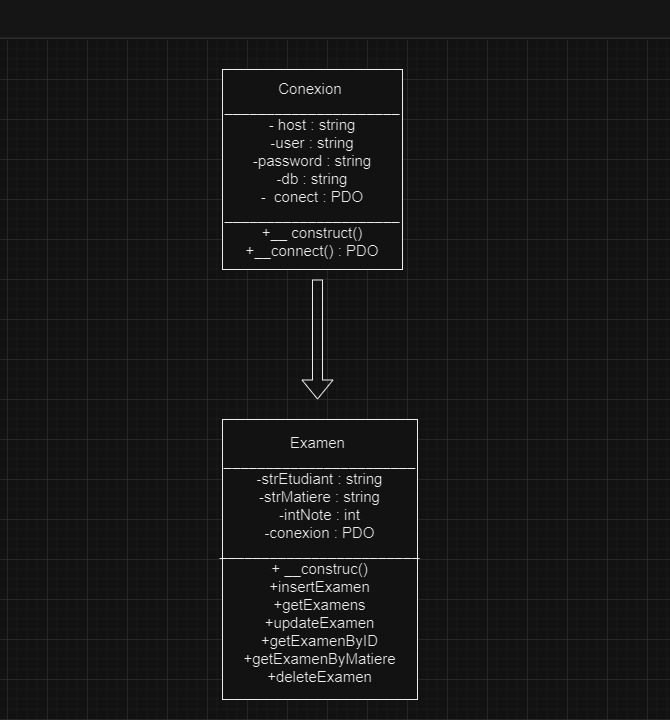 Conexion
- host : string
-user : string
-password : string
-db : string
-  conect : PDO
+__ construct()
+__connect() : PDO
Examen
-strEtudiant : string
-strMatiere : string
-intNote : int
-conexion : PDO
+ __construc()
+insertExamen
+getExamens
+updateExamen
+getExamenByID
+getExamenByMatiere
+deleteExamen